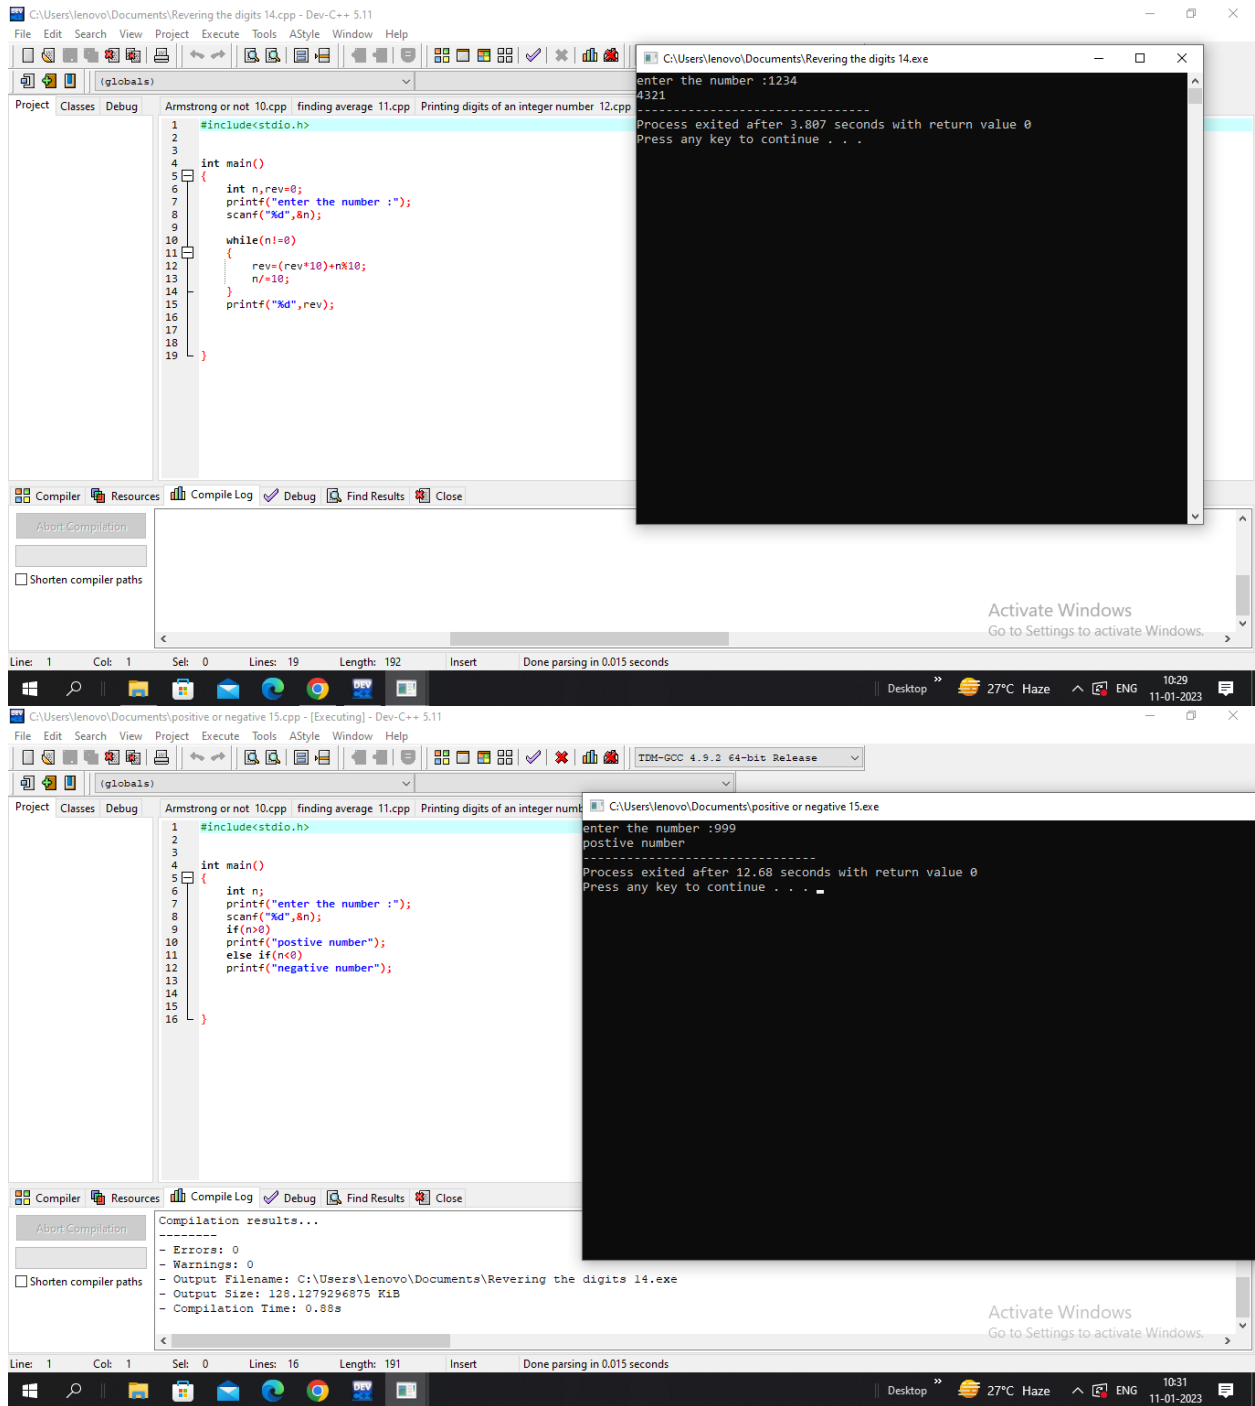 C:\Users\lenovo\Documents\Revering the digits 14.cpp - Dev-C++ 5.11
File Edit Search View Project Execute Tools AStyle Window Help
C:\Users\lenovo\Documents\Revering the digits 14.exe
(globals)
Project Classes Debug
Armstrong or not 10.cpp finding average 11.cpp Printing digits of an integer number 12.cpp
1 #include<stdio.h>
2
3
4 int main()
5 {
6 int n,rev=0;
7 printf("enter the number :");
8 scanf("%d",&n);
9
10 while(n!=0)
11 {
12 rev=(rev*10)+n%10;
13 n/=10;
14 }
15 printf("%d",rev);
16
17
18
19 }
enter the number :1234
4321
--------------------------------
Process exited after 3.807 seconds with return value 0
Press any key to continue . . .
Compiler Resources Compile Log Debug Find Results Close
Abort Compilation
Shorten compiler paths
Activate Windows
Go to Settings to activate Windows.
Line: 1 Col: 1 Sel: 0 Lines: 19 Length: 192 Insert Done parsing in 0.015 seconds
DEV Desktop 27°C Haze ENG 10:29
11-01-2023
C:\Users\lenovo\Documents\positive or negative 15.cpp - [Executing] - Dev-C++ 5.11
File Edit Search View Project Execute Tools AStyle Window Help
TDM-GCC 4.9.2 64-bit Release
(globals)
Project Classes Debug
Armstrong or not 10.cpp finding average 11.cpp Printing digits of an integer numb
C:\Users\lenovo\Documents\positive or negative 15.exe
1 #include<stdio.h>
2
3
4 int main()
5 {
6 int n;
7 printf("enter the number :");
8 scanf("%d",&n);
9 if(n>0)
10 printf("postive number");
11 else if(n<0)
12 printf("negative number");
13
14
15
16 }
enter the number :999
postive number
--------------------------------
Process exited after 12.68 seconds with return value 0
Press any key to continue . . .
Compiler Resources Compile Log Debug Find Results Close
Abort Compilation
Shorten compiler paths
Compilation results...
--------
- Errors: 0
- Warnings: 0
- Output Filename: C:\Users\lenovo\Documents\Revering the digits 14.exe
- Output Size: 128.1279296875 KiB
- Compilation Time: 0.88s
Activate Windows
Go to Settings to activate Windows.
Line: 1 Col: 1 Sel: 0 Lines: 16 Length: 191 Insert Done parsing in 0.015 seconds
DEV Desktop 27°C Haze ENG 10:31
11-01-2023